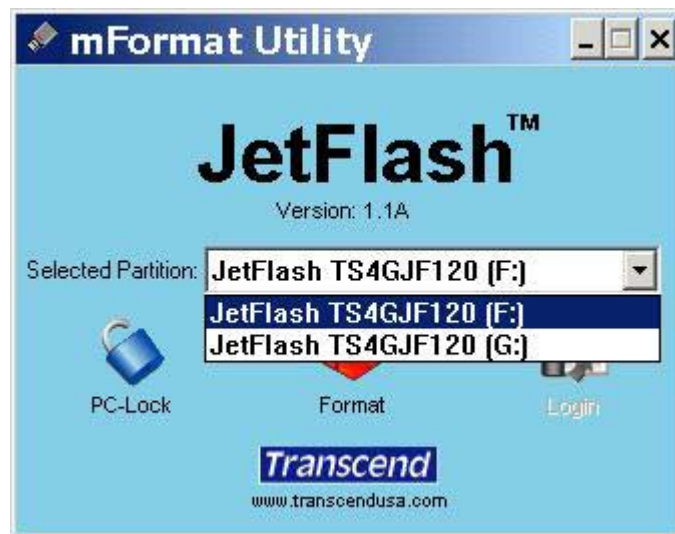 mFormat Utility
JetFlash™
Version: 1.1A
Selected Partition: JetFlash TS4GJF120 (F:)
JetFlash TS4GJF120 (F:)
JetFlash TS4GJF120 (G:)
PC-Lock Format Login
Transcend
www.transcendusa.com